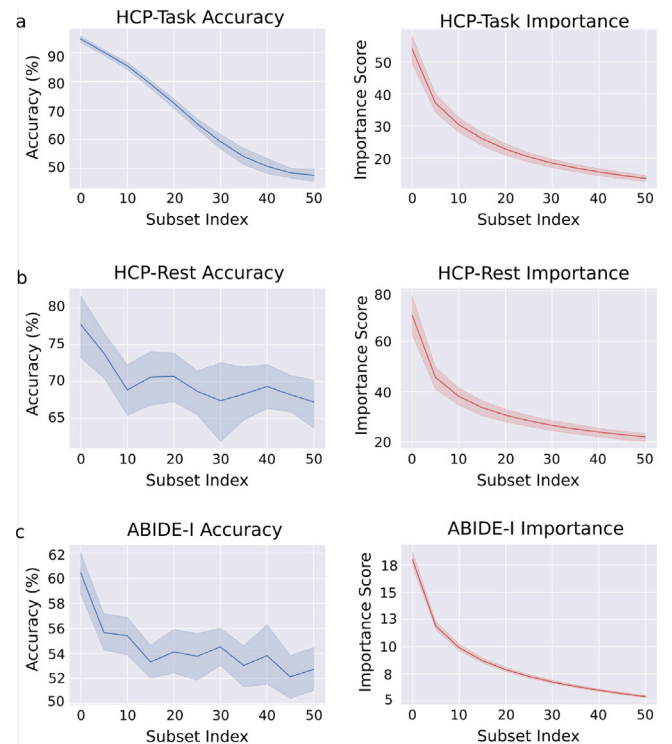 a
HCP-Task Accuracy
Accuracy (%)
90
80
70
60
50
0 10 20 30 40 50
Subset Index
HCP-Task Importance
Importance Score
50
40
30
20
0 10 20 30 40 50
Subset Index
b
HCP-Rest Accuracy
Accuracy (%)
80
75
70
65
0 10 20 30 40 50
Subset Index
HCP-Rest Importance
Importance Score
80
60
40
20
0 10 20 30 40 50
Subset Index
c
ABIDE-I Accuracy
Accuracy (%)
62
60
58
56
54
52
50
0 10 20 30 40 50
Subset Index
ABIDE-I Importance
Importance Score
18
15
13
10
8
5
0 10 20 30 40 50
Subset Index